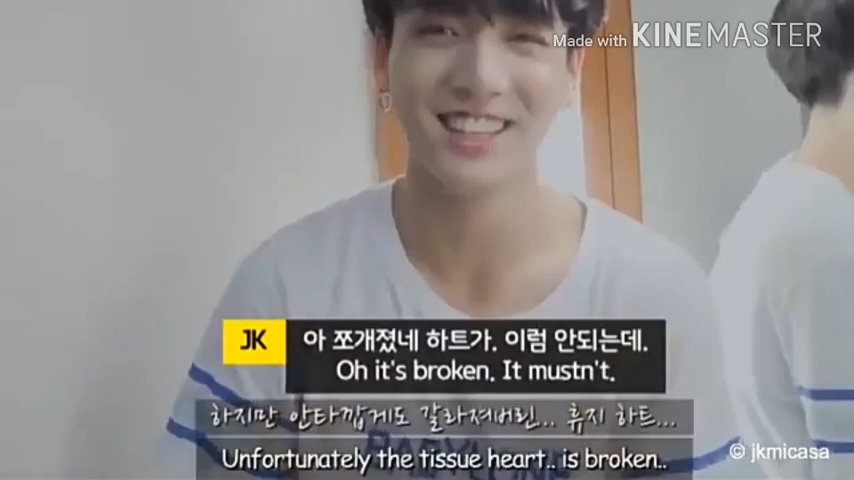 Made with KINEMASTER
JK
아 쪼개졌네 하트가. 이럼 안되는데.
Oh it's broken. It mustn't.
하지만 안타깝게도 갈라져버린... 휴지 하트...
Unfortunately the tissue heart.. is broken..
© jkmicasa